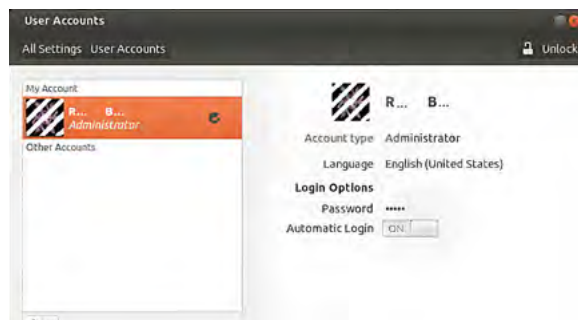 User Accounts
All Settings User Accounts
Unlock
My Account
R... B...
Administrator
Other Accounts
R... B...
Account type Administrator
Language English (United States)
Login Options
Password •••••
Automatic Login ON